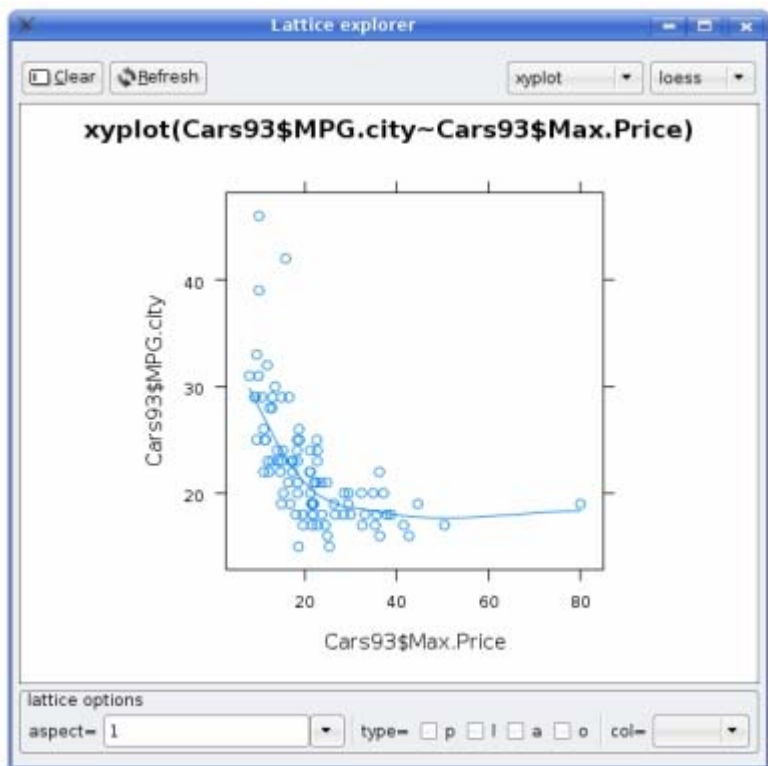 Lattice explorer
Clear Refresh xyplot loess
xyplot(Cars93$MPG.city~Cars93$Max.Price)
Cars93$MPG.city
40
30
20
20 40 60 80
Cars93$Max.Price
lattice options
aspect= 1 type= p l a o col=